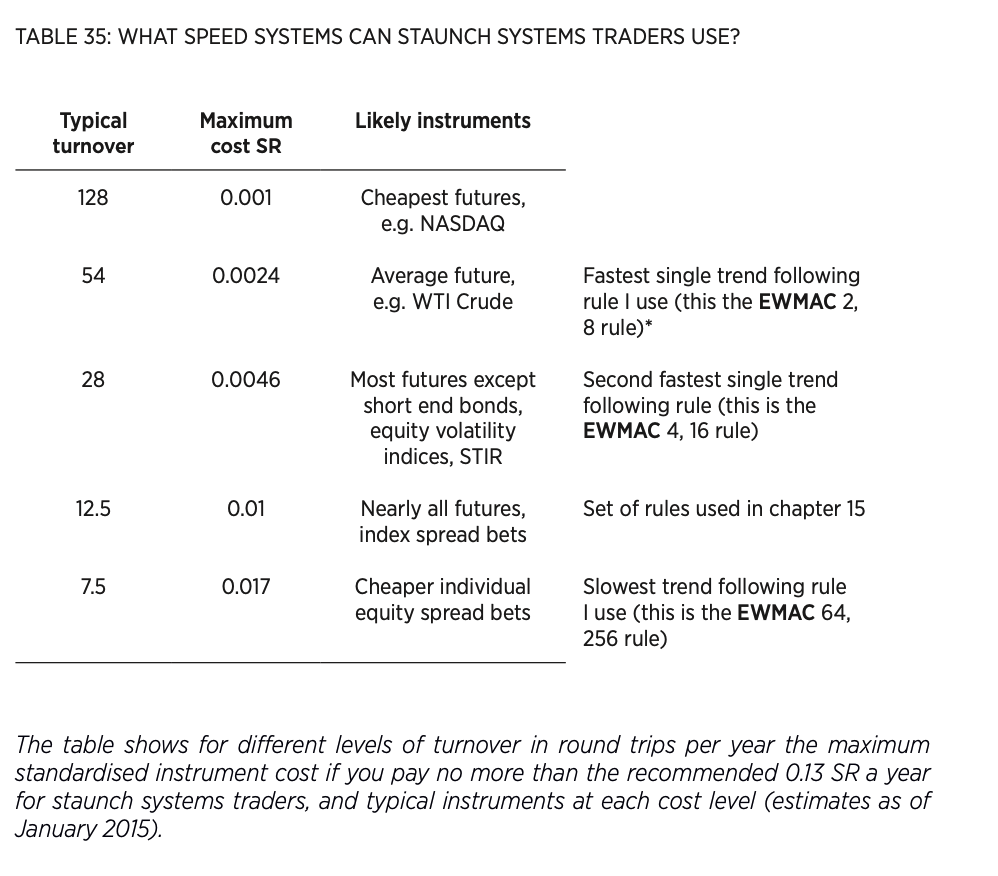 TABLE 35: WHAT SPEED SYSTEMS CAN STAUNCH SYSTEMS TRADERS USE?
Typical turnover Maximum cost SR Likely instruments
128 0.001 Cheapest futures, e.g. NASDAQ
54 0.0024 Average future, e.g. WTI Crude Fastest single trend following rule I use (this the EWMAC 2, 8 rule)*
28 0.0046 Most futures except short end bonds, equity volatility indices, STIR Second fastest single trend following rule (this is the EWMAC 4, 16 rule)
12.5 0.01 Nearly all futures, index spread bets Set of rules used in chapter 15
7.5 0.017 Cheaper individual equity spread bets Slowest trend following rule I use (this is the EWMAC 64, 256 rule)
The table shows for different levels of turnover in round trips per year the maximum
standardised instrument cost if you pay no more than the recommended 0.13 SR a year
for staunch systems traders, and typical instruments at each cost level (estimates as of
January 2015).